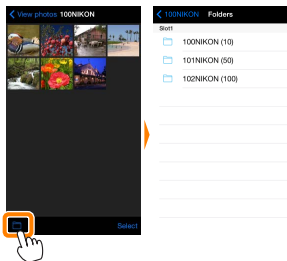 View photos 100NIKON
Select
100NIKON Folders
Slot1
100NIKON (10)
101NIKON (50)
102NIKON (100)